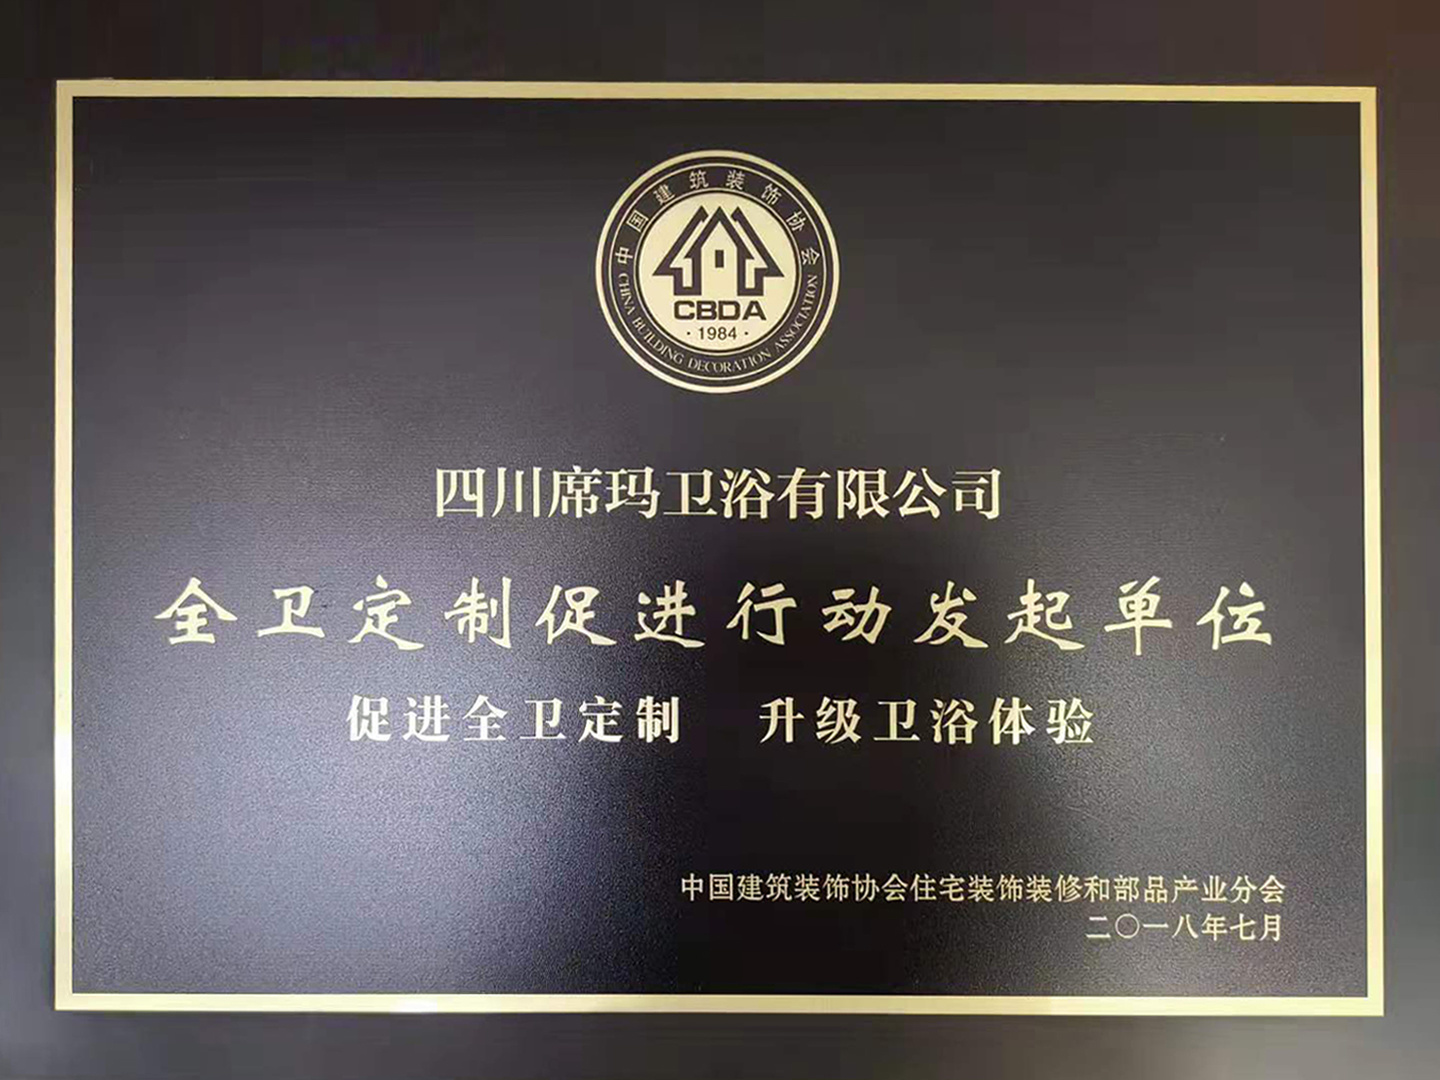 中国建筑装饰协会
CBDA
·1984·
CHINA BUILDING DECORATION ASSOCIATION
四川席玛卫浴有限公司
全卫定制促进行动发起单位
促进全卫定制 升级卫浴体验
中国建筑装饰协会住宅装饰装修和部品产业分会
二〇一八年七月